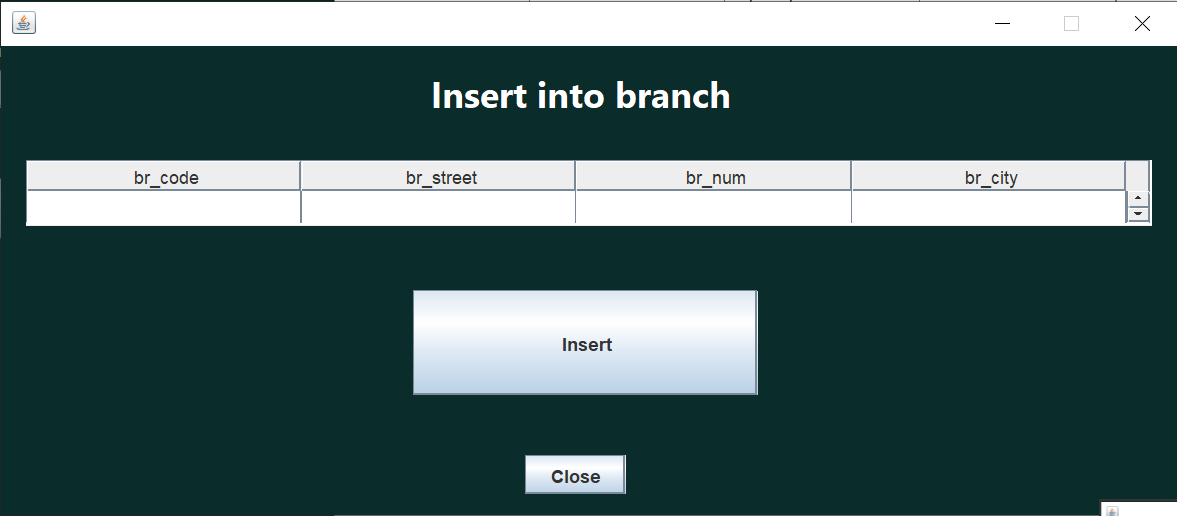 Insert into branch
br_code br_street br_num br_city
Insert
Close